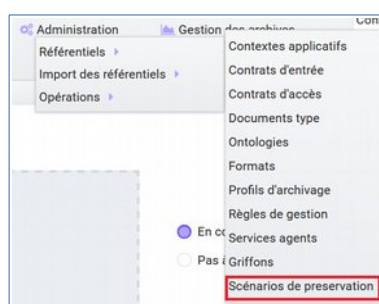 Administration
Gestion des archives
Référentiels
Import des référentiels
Opérations
Contextes applicatifs
Contrats d'entrée
Contrats d'accès
Documents type
Ontologies
Formats
Profils d'archivage
Règles de gestion
Services agents
Griffons
Scénarios de preservation
En co
Pas